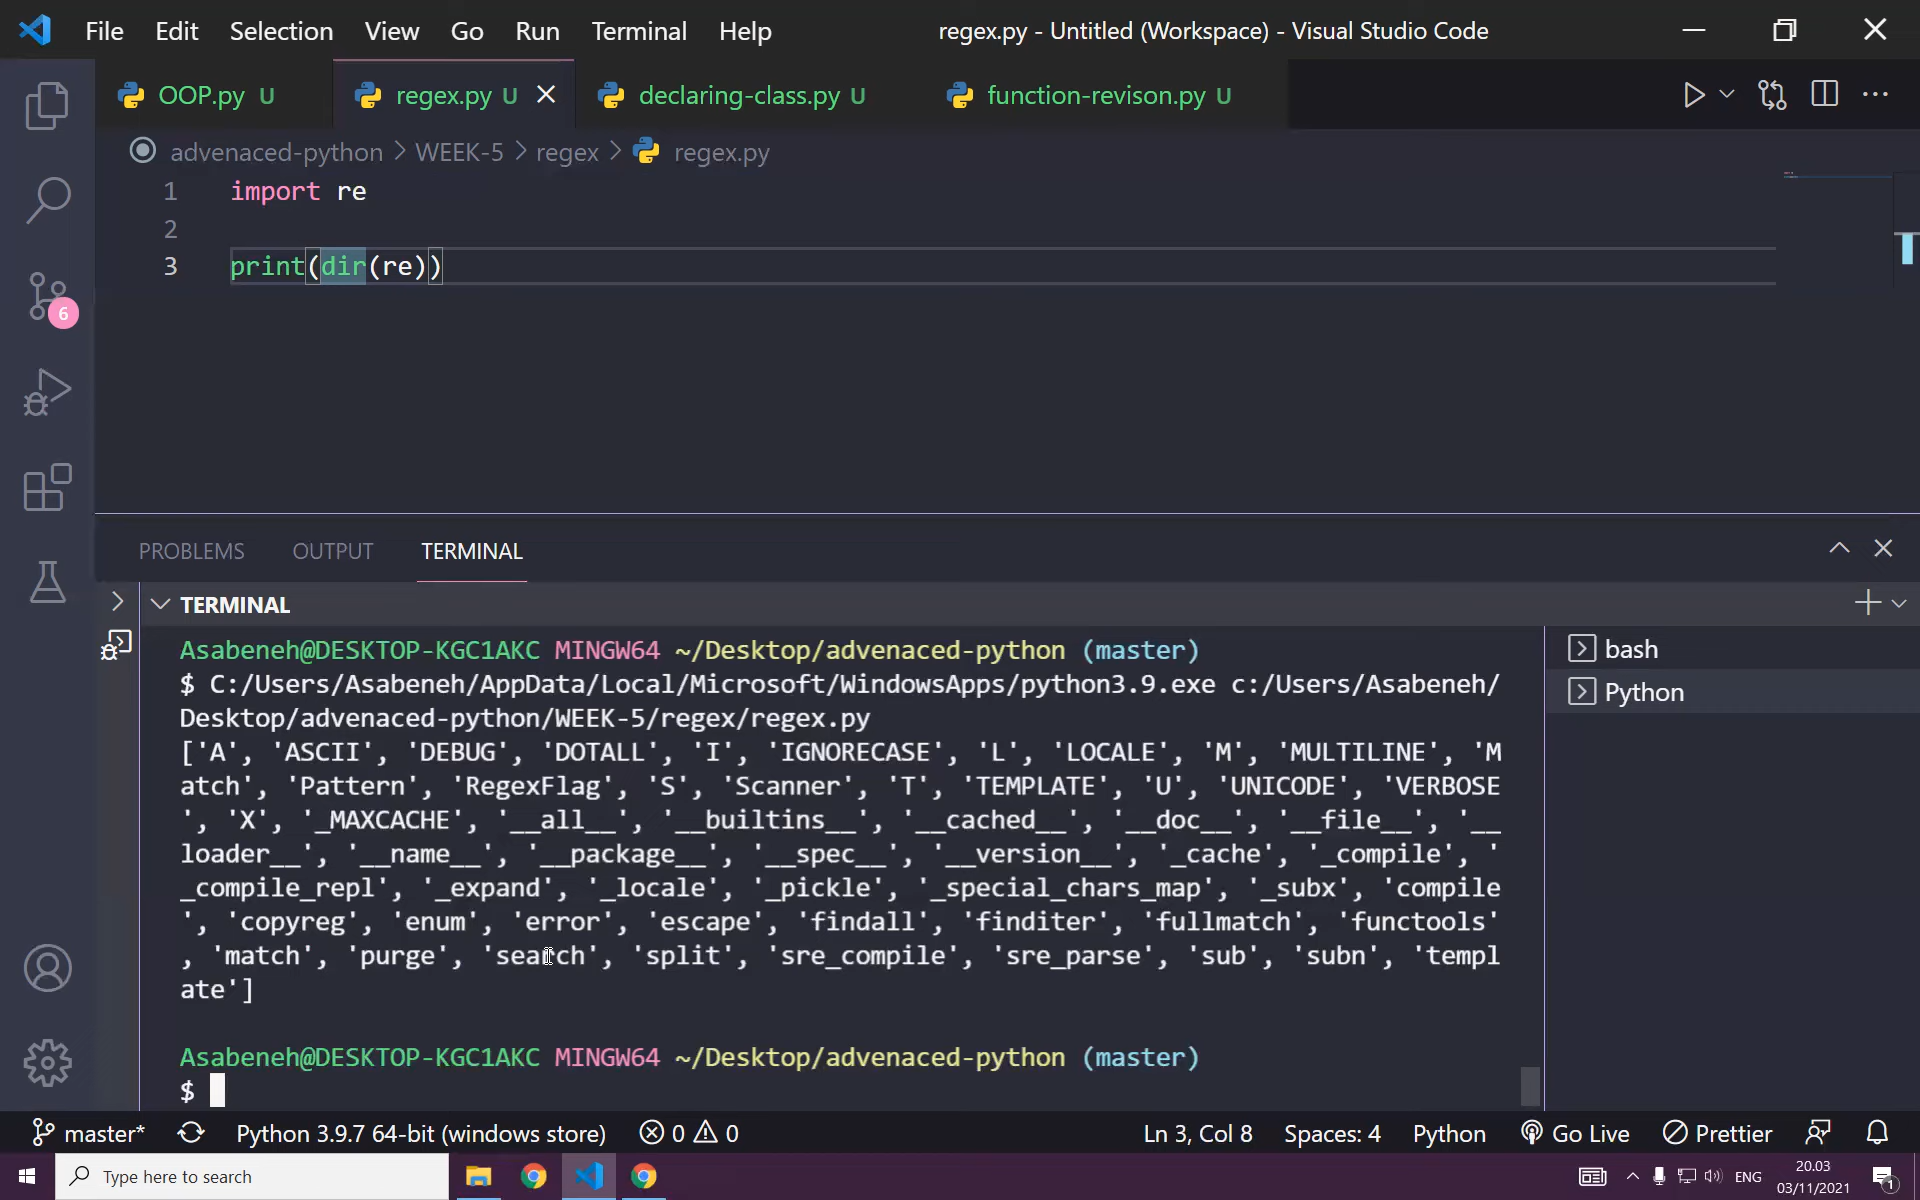 File Edit Selection View Go Run Terminal Help regex.py - Untitled (Workspace) - Visual Studio Code
OOP.py U regex.py U declaring-class.py U function-revison.py U
advenaced-python > WEEK-5 > regex > regex.py
1 import re
2
3 print(dir(re))
6
PROBLEMS OUTPUT TERMINAL
TERMINAL
Asabeneh@DESKTOP-KGC1AKC MINGW64 ~/Desktop/advenaced-python (master)
$ C:/Users/Asabeneh/AppData/Local/Microsoft/WindowsApps/python3.9.exe c:/Users/Asabeneh/
Desktop/advenaced-python/WEEK-5/regex/regex.py
['A', 'ASCII', 'DEBUG', 'DOTALL', 'I', 'IGNORECASE', 'L', 'LOCALE', 'M', 'MULTILINE', 'M
atch', 'Pattern', 'RegexFlag', 'S', 'Scanner', 'T', 'TEMPLATE', 'U', 'UNICODE', 'VERBOSE
', 'X', '_MAXCACHE', '__all__', '__builtins__', '__cached__', '__doc__', '__file__', '__
loader__', '__name__', '__package__', '__spec__', '__version__', '_cache', '_compile', '
_compile_repl', '_expand', '_locale', '_pickle', '_special_chars_map', '_subx', 'compile
', 'copyreg', 'enum', 'error', 'escape', 'findall', 'finditer', 'fullmatch', 'functools'
, 'match', 'purge', 'search', 'split', 'sre_compile', 'sre_parse', 'sub', 'subn', 'templ
ate']
Asabeneh@DESKTOP-KGC1AKC MINGW64 ~/Desktop/advenaced-python (master)
$
bash
Python
master* Python 3.9.7 64-bit (windows store) 0 0 Ln 3, Col 8 Spaces: 4 Python Go Live Prettier
Type here to search ENG 20.03
03/11/2021 1